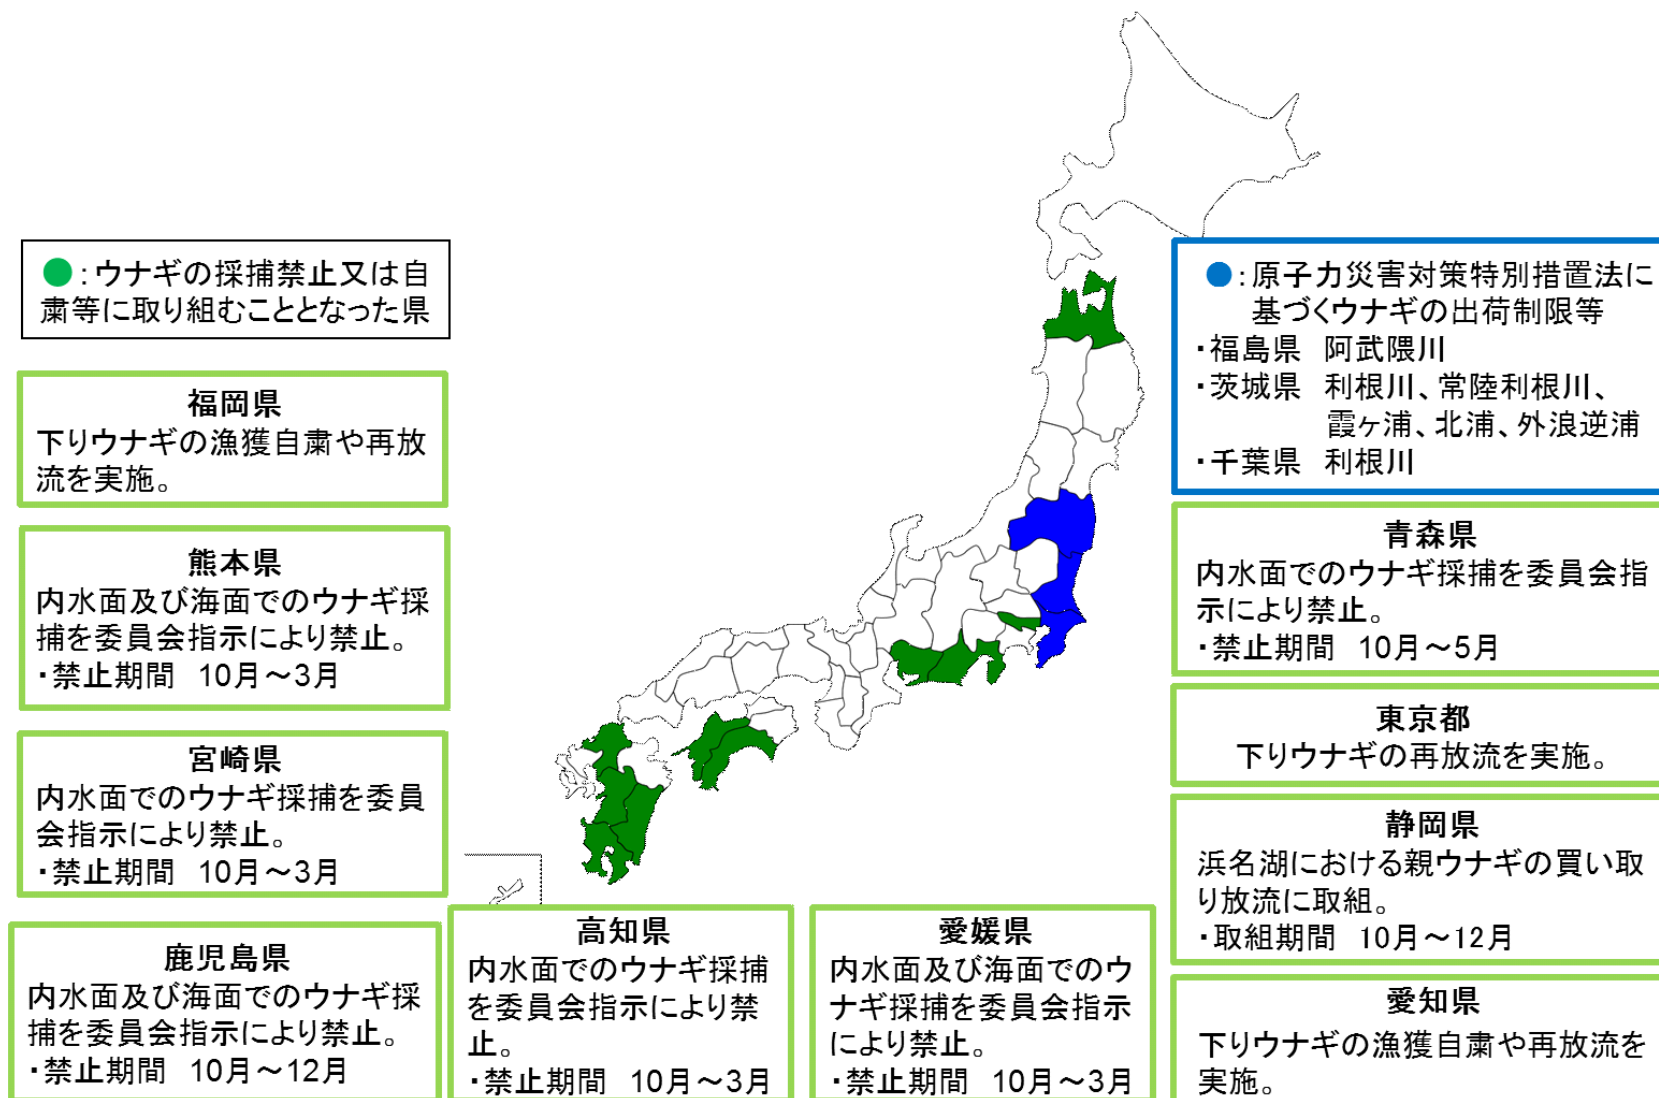 ●:ウナギの採捕禁止又は自
粛等に取り組むこととなった県
福岡県
下りウナギの漁獲自粛や再放
流を実施。
熊本県
内水面及び海面でのウナギ採
捕を委員会指示により禁止。
・禁止期間 10月～3月
宮崎県
内水面でのウナギ採捕を委員
会指示により禁止。
・禁止期間 10月～3月
鹿児島県
内水面及び海面でのウナギ採
捕を委員会指示により禁止。
・禁止期間 10月～12月
高知県
内水面でのウナギ採捕
を委員会指示により禁
止。
・禁止期間 10月～3月
愛媛県
内水面及び海面でのウ
ナギ採捕を委員会指示
により禁止。
・禁止期間 10月～3月
●:原子力災害対策特別措置法に
基づくウナギの出荷制限等
・福島県 阿武隈川
・茨城県 利根川、常陸利根川、
霞ヶ浦、北浦、外浪逆浦
・千葉県 利根川
青森県
内水面でのウナギ採捕を委員会指
示により禁止。
・禁止期間 10月～5月
東京都
下りウナギの再放流を実施。
静岡県
浜名湖における親ウナギの買い取
り放流に取組。
・取組期間 10月～12月
愛知県
下りウナギの漁獲自粛や再放流を
実施。